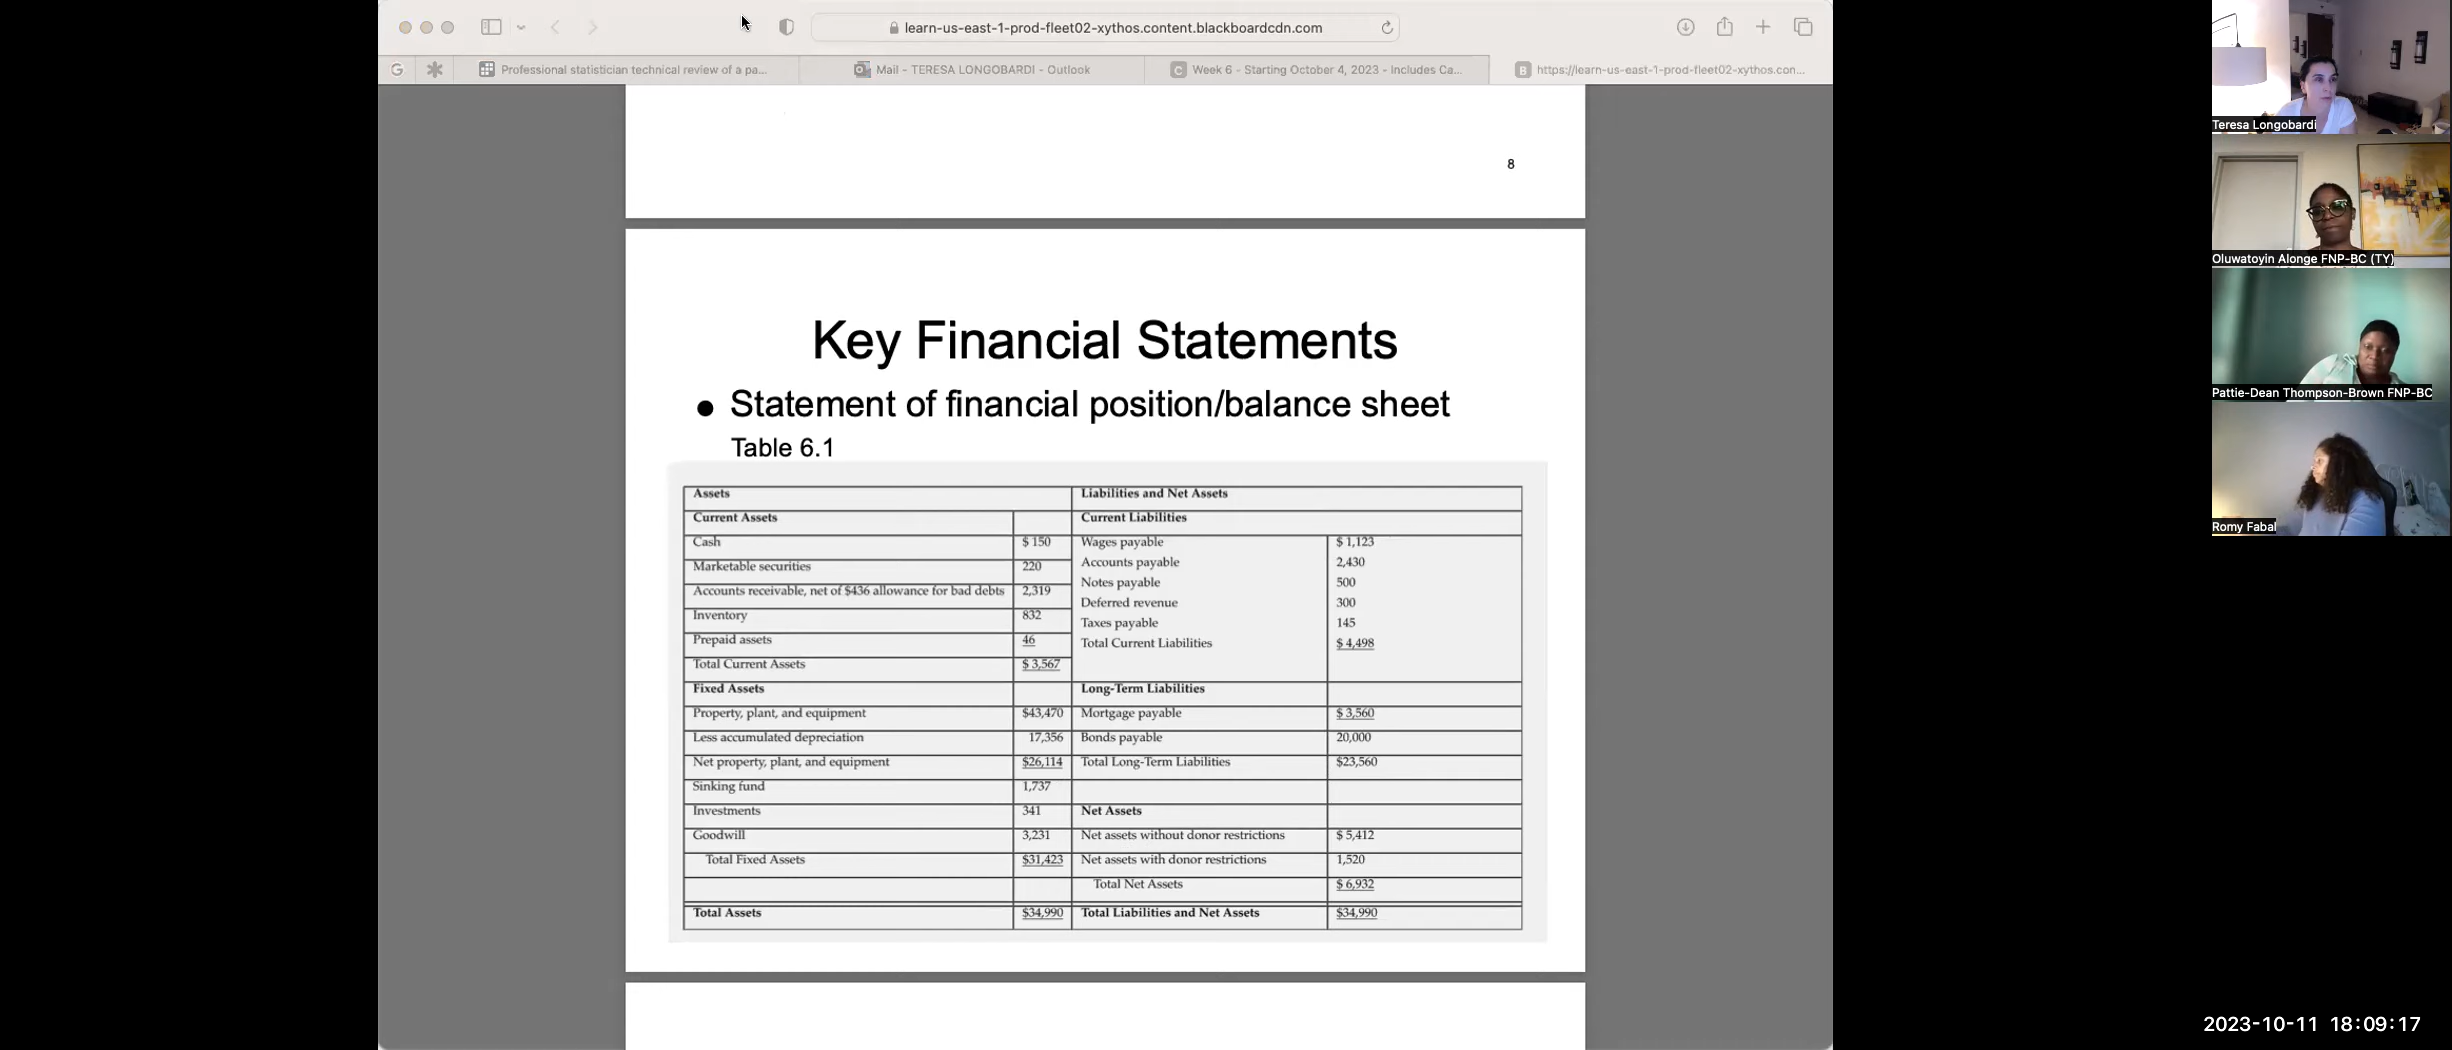 learn-us-east-1-prod-fleet02-xythos.content.blackboardcdn.com
G
Professional statistician technical review of a pa...
Mail - TERESA LONGOBARDI - Outlook
C Week 6 - Starting October 4, 2023 - Includes Ca...
B https://learn-us-east-1-prod-fleet02-xythos.con...
8
Key Financial Statements
● Statement of financial position/balance sheet
Table 6.1
Assets Liabilities and Net Assets
Current Assets Current Liabilities
Cash $ 150 Wages payable $ 1,123
Marketable securities 220 Accounts payable 2,430
Accounts receivable, net of $436 allowance for bad debts 2,319 Notes payable 500
Inventory 832 Deferred revenue 300
Prepaid assets 46 Taxes payable 145
Total Current Assets $ 3,567 Total Current Liabilities $ 4,498
Fixed Assets Long-Term Liabilities
Property, plant, and equipment $43,470 Mortgage payable $ 3,560
Less accumulated depreciation 17,356 Bonds payable 20,000
Net property, plant, and equipment $26,114 Total Long-Term Liabilities $23,560
Sinking fund 1,737
Investments 341 Net Assets
Goodwill 3,231 Net assets without donor restrictions $ 5,412
Total Fixed Assets $31,423 Net assets with donor restrictions 1,520
Total Net Assets $ 6,932
Total Assets $34,990 Total Liabilities and Net Assets $34,990
Teresa Longobardi
Oluwatoyin Alonge FNP-BC (TY)
Pattie-Dean Thompson-Brown FNP-BC
Romy Fabal
2023-10-11 18:09:17